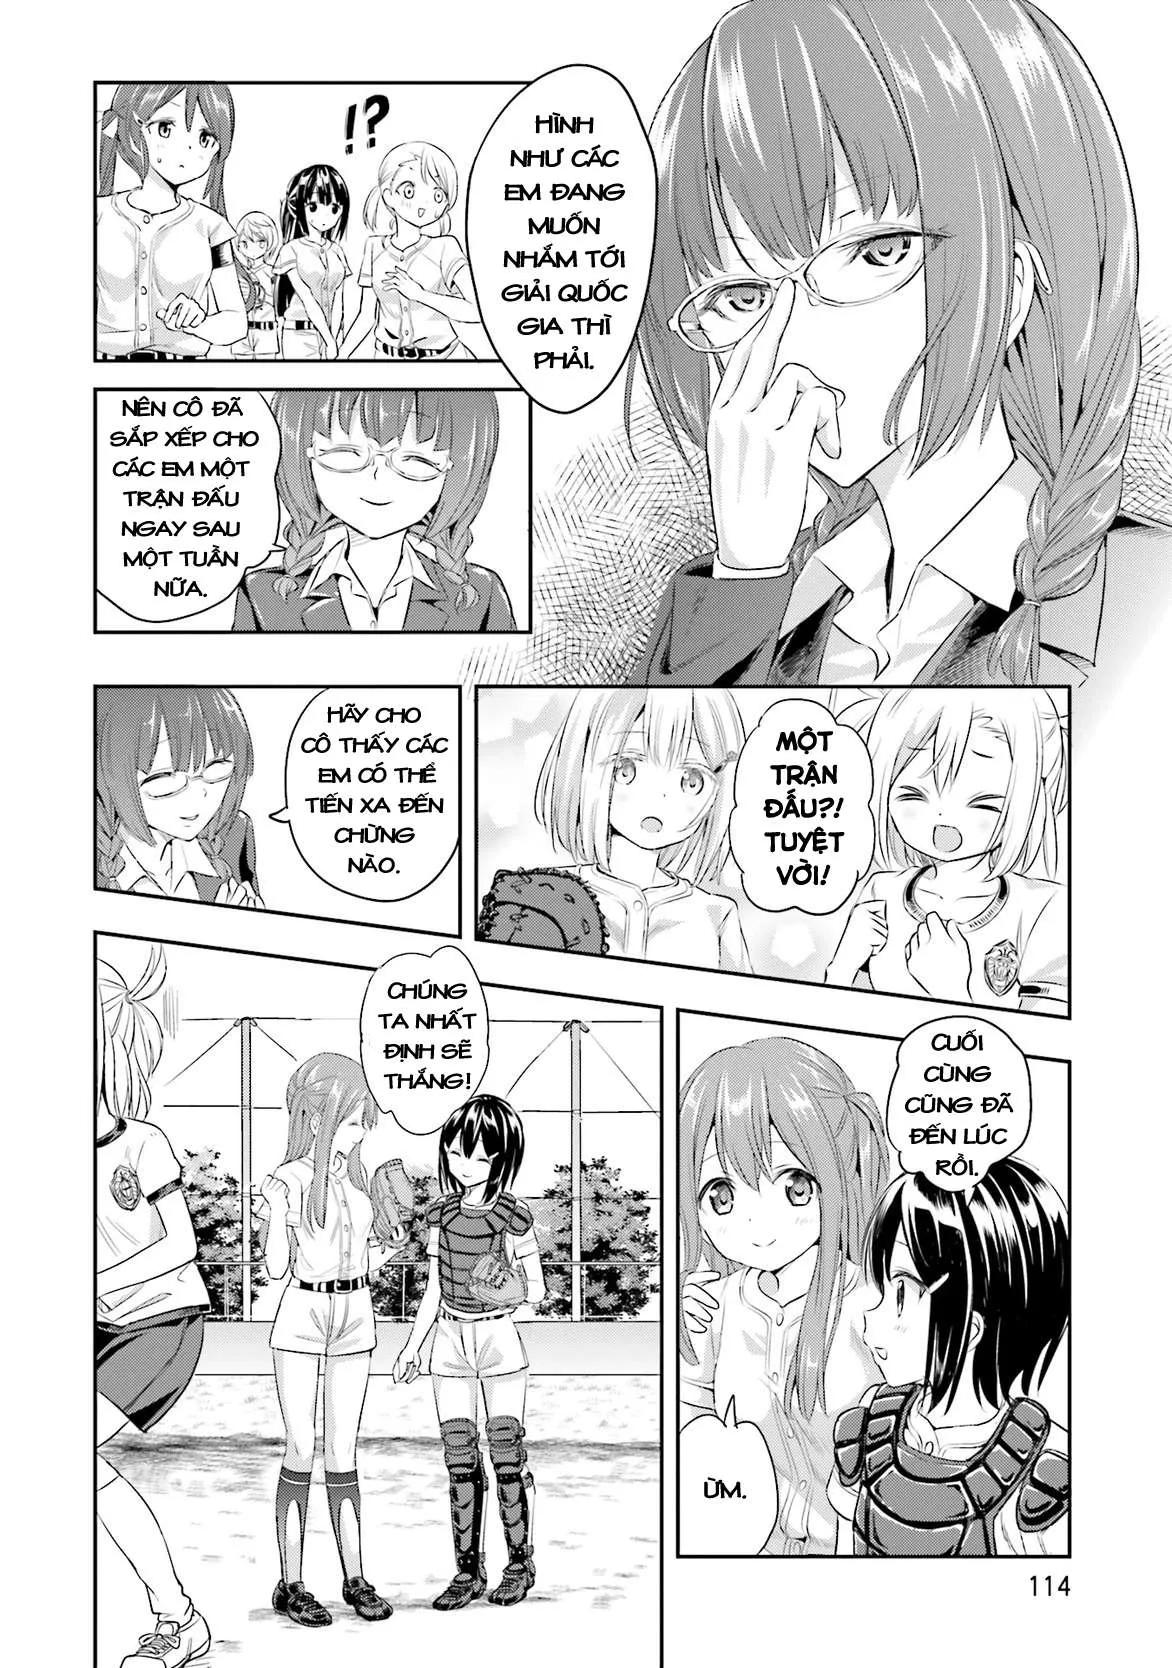 HÌNH
NHƯ CÁC
EM ĐANG
MUỐN
NHẮM TỚI
GIẢI QUỐC
GIA THÌ
PHẢI.
!?
NÊN CÔ ĐÃ
SẮP XẾP CHO
CÁC EM MỘT
TRẬN ĐẤU
NGAY SAU
MỘT TUẦN
NỮA.
MỘT
TRẬN
ĐẤU?!
TUYỆT
VỜI!
HÃY CHO
CÔ THẤY CÁC
EM CÓ THỂ
TIẾN XA ĐẾN
CHỪNG
NÀO.
CUỐI
CÙNG
CŨNG ĐÃ
ĐẾN LÚC
RỒI.
ỪM.
CHÚNG
TA NHẤT
ĐỊNH SẼ
THẮNG!
114